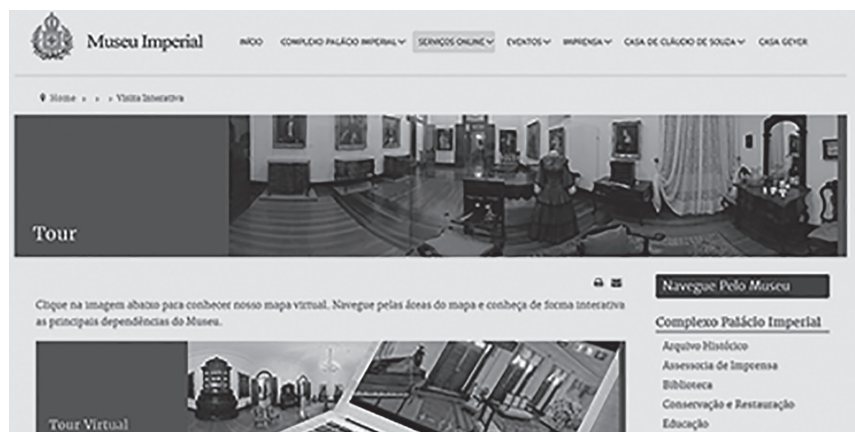 Museu Imperial
INÍCIO COMPLEXO PALÁCIO IMPERIAL SERVIÇOS ONLINE EVENTOS IMPRENSA CASA DE CLÁUDIO DE SOUZA CASA GEYER
Home » » » Visita Interativa
Tour
Clique na imagem abaixo para conhecer nosso mapa virtual. Navegue pelas áreas do mapa e conheça de forma interativa
as principais dependências do Museu.
Tour Virtual
Navegue Pelo Museu
Complexo Palácio Imperial
Arquivo Histórico
Assessoria de Imprensa
Biblioteca
Conservação e Restauração
Educação